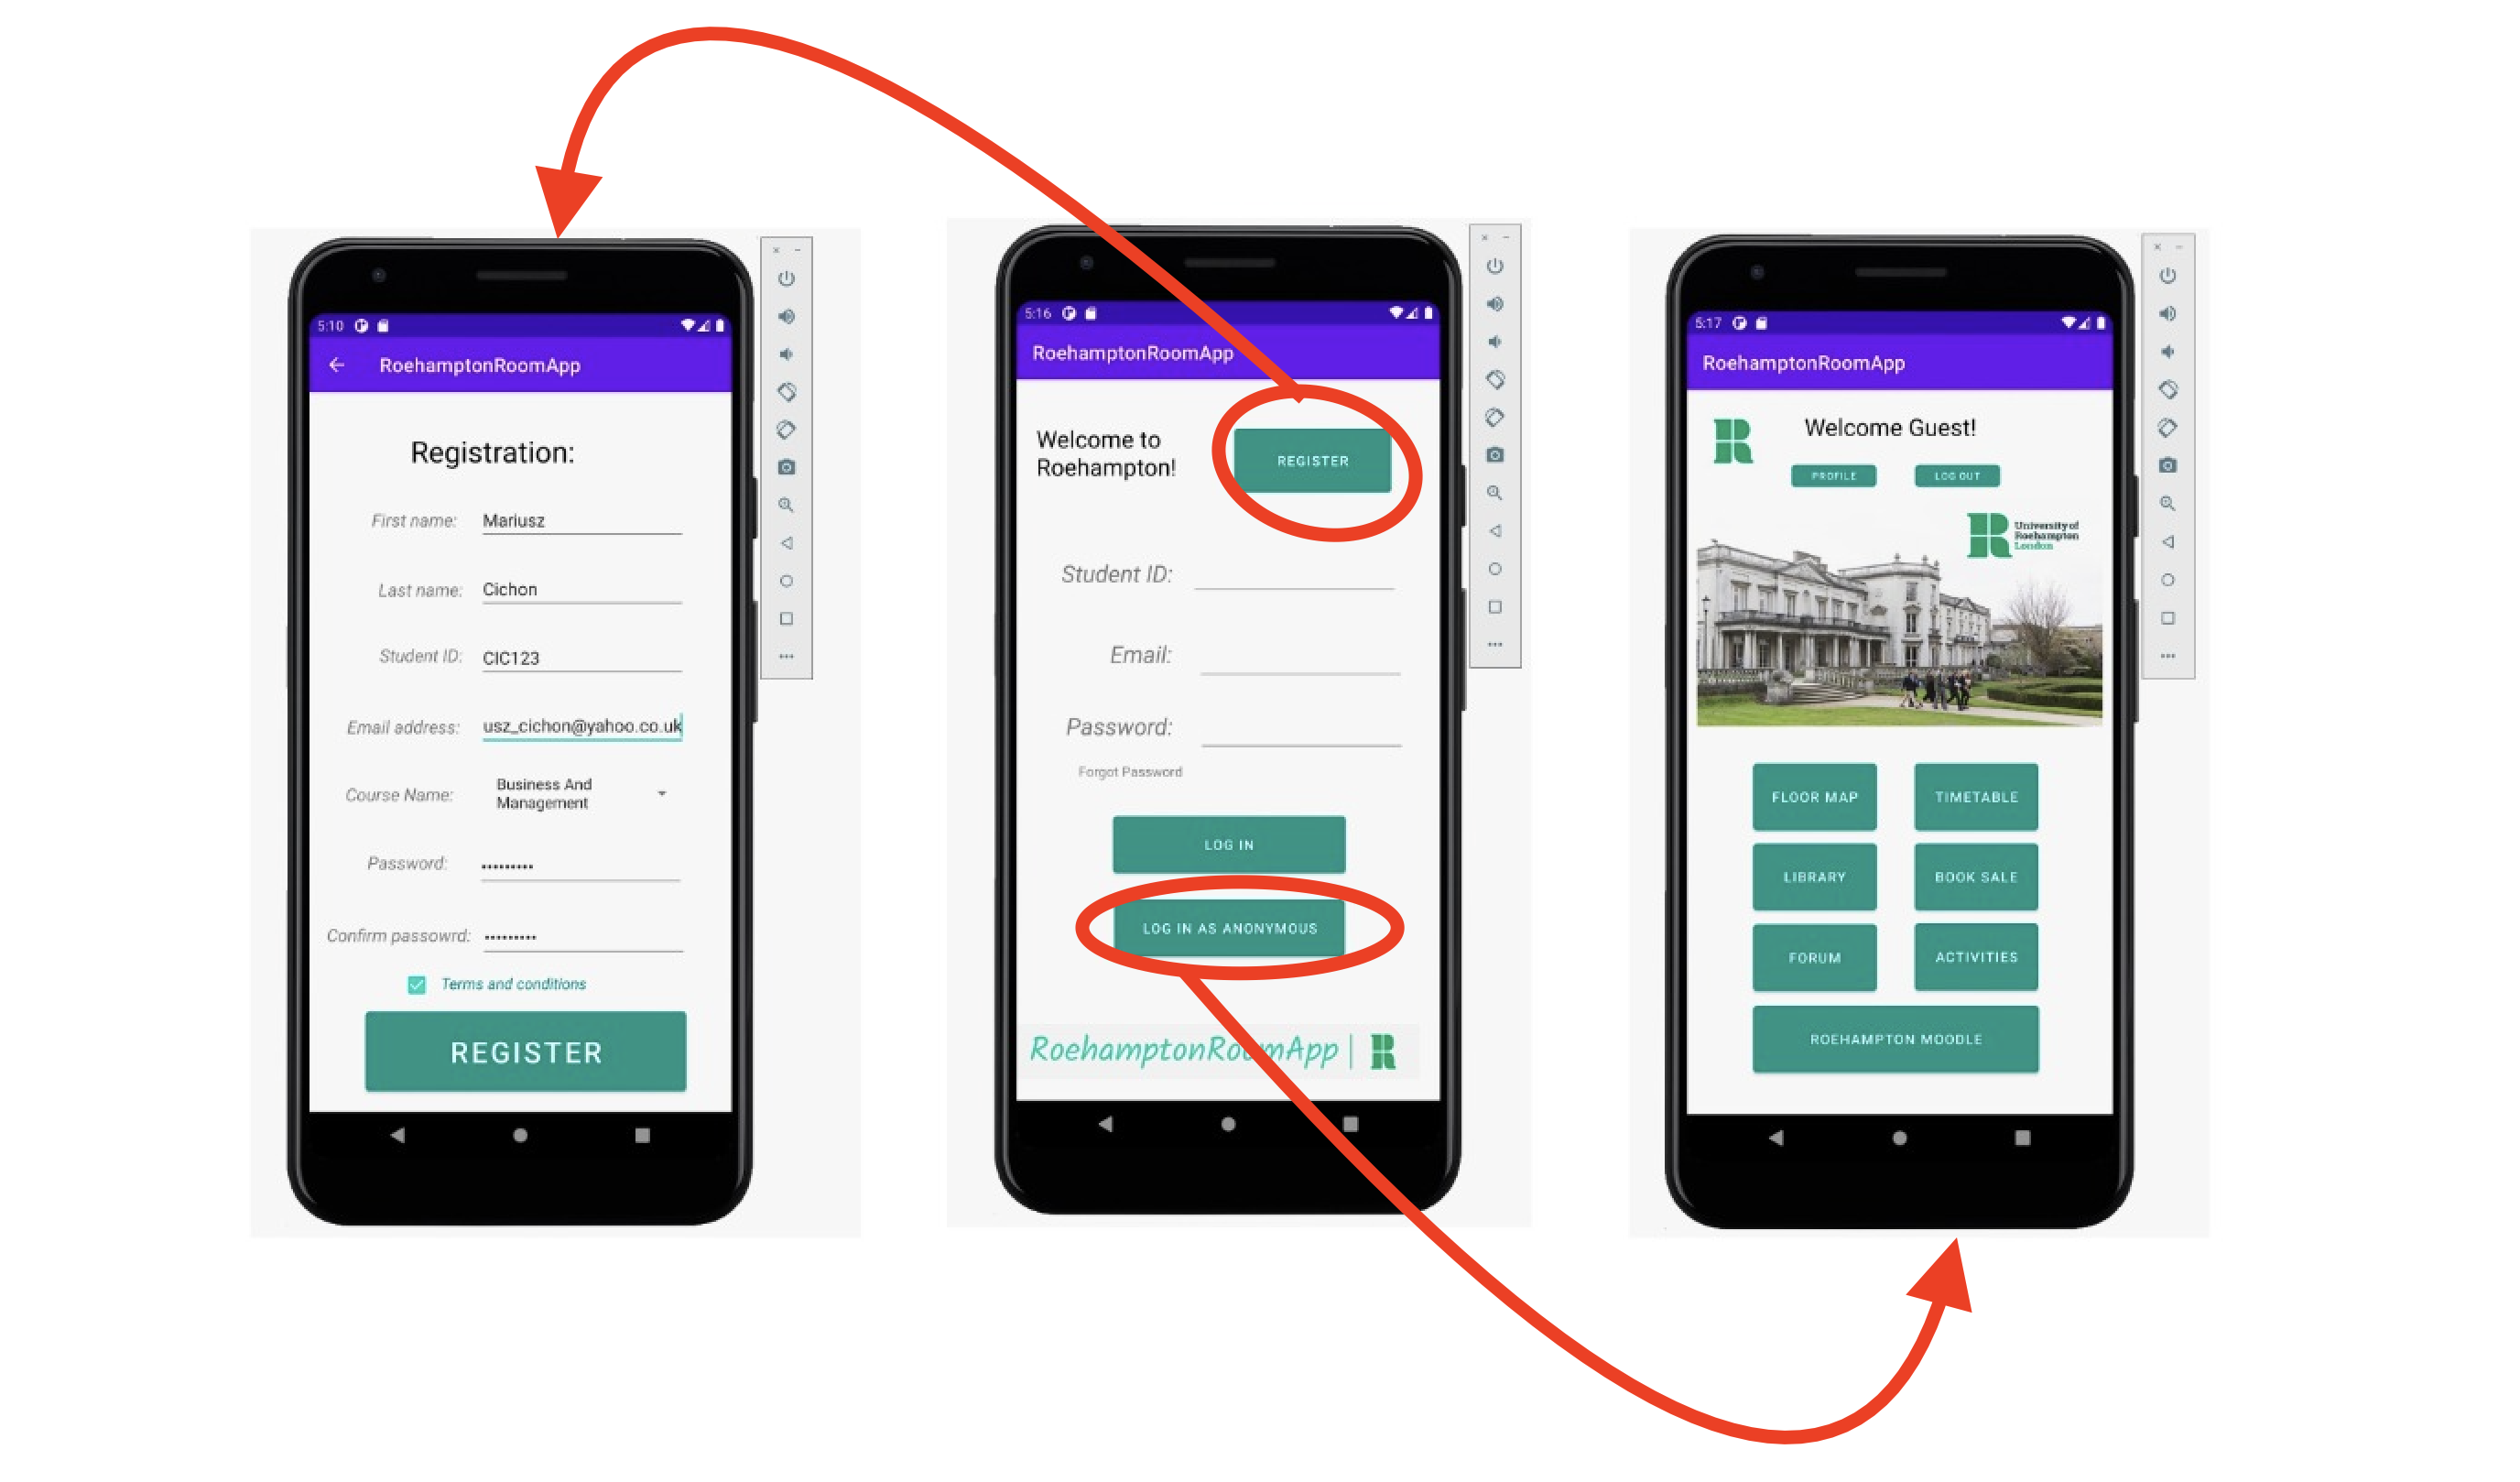 5:10
RoehamptonRoomApp
Registration:
First name: Mariusz
Last name: Cichon
Student ID: CIC123
Email address: usz_cichon@yahoo.co.uk
Course Name: Business And
Management
Password: •••••••••
Confirm passowrd: •••••••••
Terms and conditions
REGISTER
5:16
RoehamptonRoomApp
Welcome to
Roehampton!
REGISTER
Student ID:
Email:
Password:
Forgot Password
LOG IN
LOG IN AS ANONYMOUS
RoehamptonRoomApp | R
5:17
RoehamptonRoomApp
R
Welcome Guest!
PROFILE LOG OUT
R University of
Roehampton
London
FLOOR MAP TIMETABLE
LIBRARY BOOK SALE
FORUM ACTIVITIES
ROEHAMPTON MOODLE